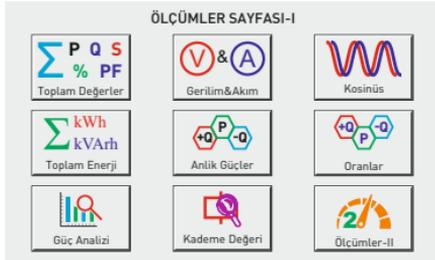 ÖLÇÜMLER SAYFASI-I
Σ P Q S
% PF
Toplam Değerler
V & A
Gerilim&Akım
Kosinüs
Σ kWh
kVArh
Toplam Enerji
+Q P -Q
Anlik Güçler
+Q P -Q
Oranlar
Güç Analizi
Kademe Değeri
2
Ölçümler-II